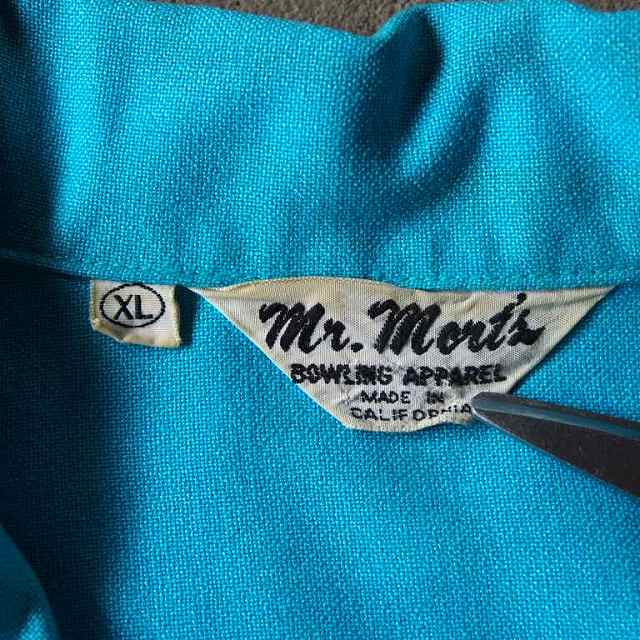 XL
Mr. Mort's
BOWLING APPAREL
MADE IN
CALIFORNIA